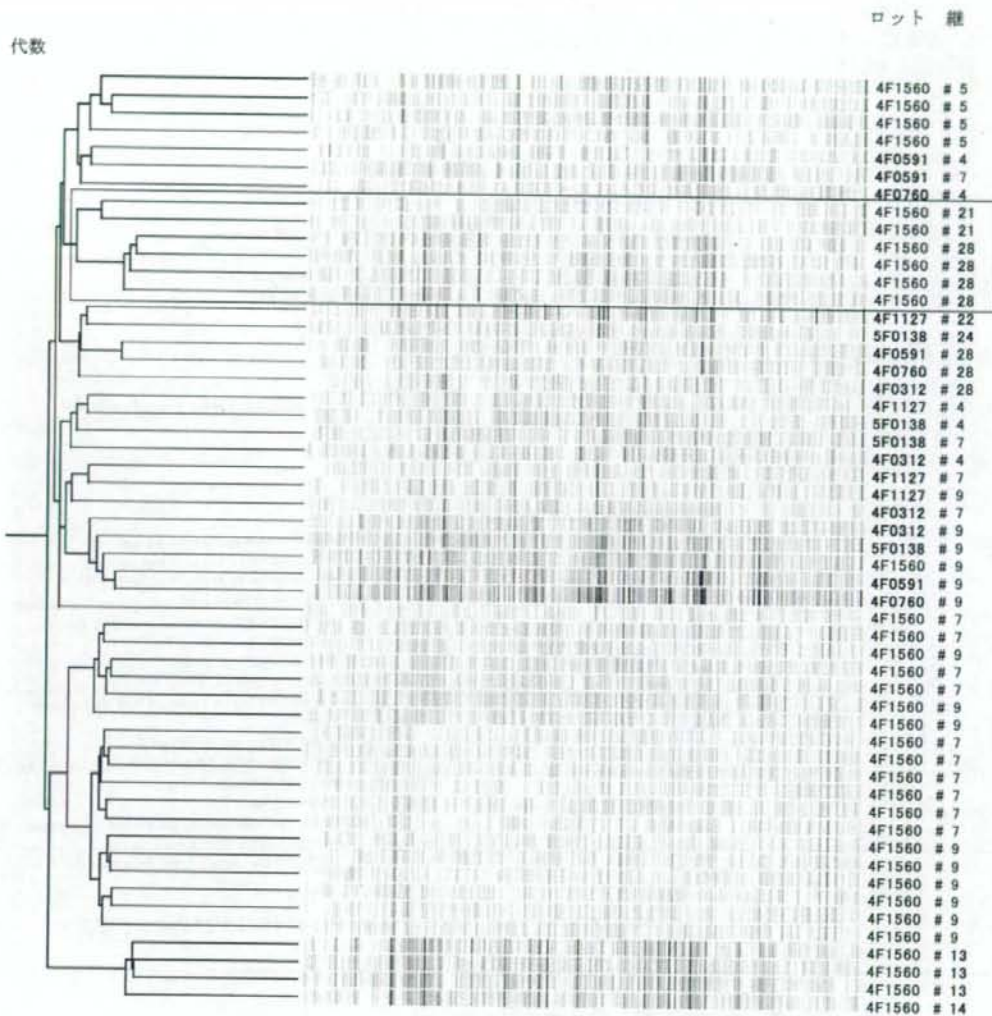 ロット 継
代数
4F1560 # 5
4F1560 # 5
4F1560 # 5
4F1560 # 5
4F0591 # 4
4F0591 # 7
4F0760 # 4
4F1560 # 21
4F1560 # 21
4F1560 # 28
4F1560 # 28
4F1560 # 28
4F1560 # 28
4F1127 # 22
5F0138 # 24
4F0591 # 28
4F0760 # 28
4F0312 # 28
4F1127 # 4
5F0138 # 4
5F0138 # 7
4F0312 # 4
4F1127 # 7
4F1127 # 9
4F0312 # 7
4F0312 # 9
5F0138 # 9
4F1560 # 9
4F0591 # 9
4F0760 # 9
4F1560 # 7
4F1560 # 7
4F1560 # 9
4F1560 # 7
4F1560 # 7
4F1560 # 9
4F1560 # 9
4F1560 # 7
4F1560 # 7
4F1560 # 7
4F1560 # 7
4F1560 # 7
4F1560 # 7
4F1560 # 9
4F1560 # 9
4F1560 # 9
4F1560 # 9
4F1560 # 9
4F1560 # 9
4F1560 # 13
4F1560 # 13
4F1560 # 13
4F1560 # 14